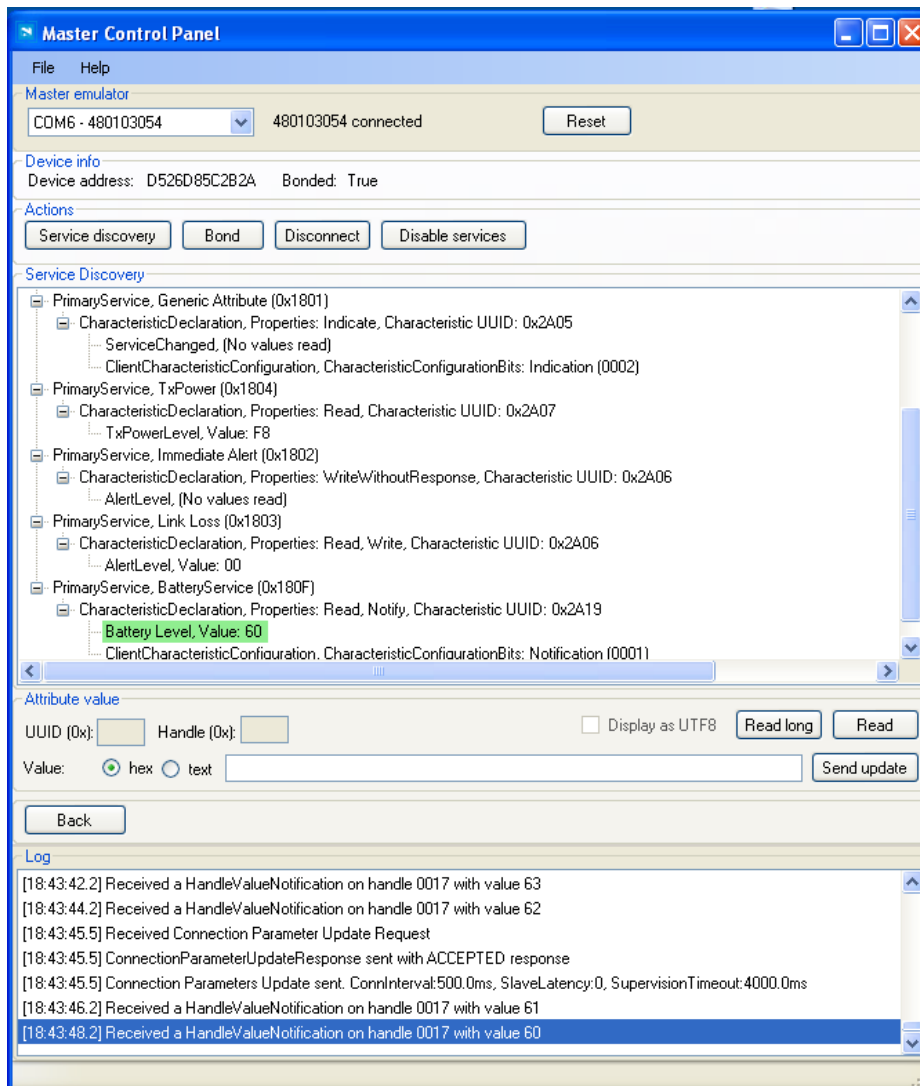 Master Control Panel
File Help
Master emulator
COM6 - 480103054 480103054 connected Reset
Device info
Device address: D526D85C2B2A Bonded: True
Actions
Service discovery Bond Disconnect Disable services
Service Discovery
PrimaryService, Generic Attribute (0x1801)
CharacteristicDeclaration, Properties: Indicate, Characteristic UUID: 0x2A05
ServiceChanged, (No values read)
ClientCharacteristicConfiguration, CharacteristicConfigurationBits: Indication (0002)
PrimaryService, TxPower (0x1804)
CharacteristicDeclaration, Properties: Read, Characteristic UUID: 0x2A07
TxPowerLevel, Value: F8
PrimaryService, Immediate Alert (0x1802)
CharacteristicDeclaration, Properties: WriteWithoutResponse, Characteristic UUID: 0x2A06
AlertLevel, (No values read)
PrimaryService, Link Loss (0x1803)
CharacteristicDeclaration, Properties: Read, Write, Characteristic UUID: 0x2A06
AlertLevel, Value: 00
PrimaryService, BatteryService (0x180F)
CharacteristicDeclaration, Properties: Read, Notify, Characteristic UUID: 0x2A19
Battery Level, Value: 60
ClientCharacteristicConfiguration, CharacteristicConfigurationBits: Notification (0001)
Attribute value
UUID (0x): Handle (0x): Display as UTF8 Read long Read
Value: hex text Send update
Back
Log
[18:43:42.2] Received a HandleValueNotification on handle 0017 with value 63
[18:43:44.2] Received a HandleValueNotification on handle 0017 with value 62
[18:43:45.5] Received Connection Parameter Update Request
[18:43:45.5] ConnectionParameterUpdateResponse sent with ACCEPTED response
[18:43:45.5] Connection Parameters Update sent. ConnInterval:500.0ms, SlaveLatency:0, SupervisionTimeout:4000.0ms
[18:43:46.2] Received a HandleValueNotification on handle 0017 with value 61
[18:43:48.2] Received a HandleValueNotification on handle 0017 with value 60